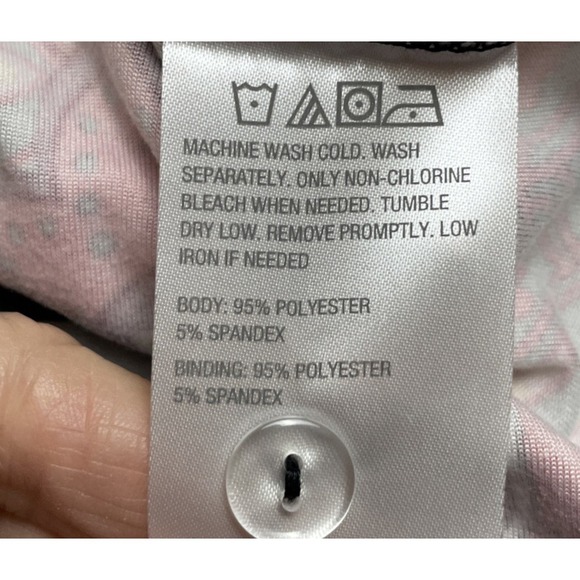 MACHINE WASH COLD. WASH
SEPARATELY. ONLY NON-CHLORINE
BLEACH WHEN NEEDED. TUMBLE
DRY LOW. REMOVE PROMPTLY. LOW
IRON IF NEEDED
BODY: 95% POLYESTER
5% SPANDEX
BINDING: 95% POLYESTER
5% SPANDEX